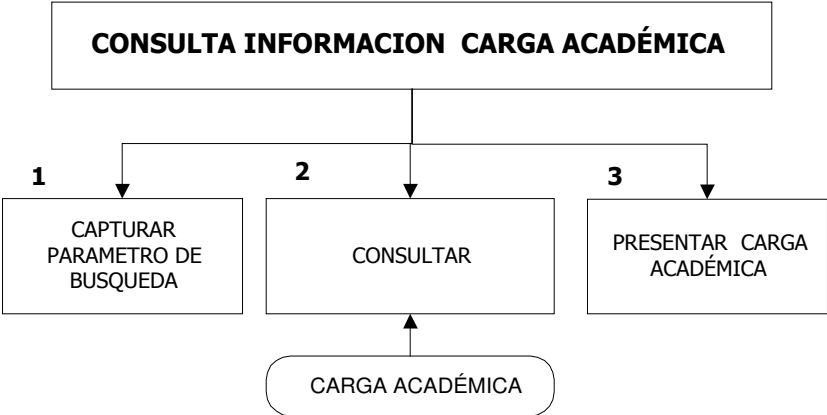 CONSULTA INFORMACION CARGA ACADÉMICA
1
CAPTURAR
PARAMETRO DE
BUSQUEDA
2
CONSULTAR
3
PRESENTAR CARGA
ACADÉMICA
CARGA ACADÉMICA